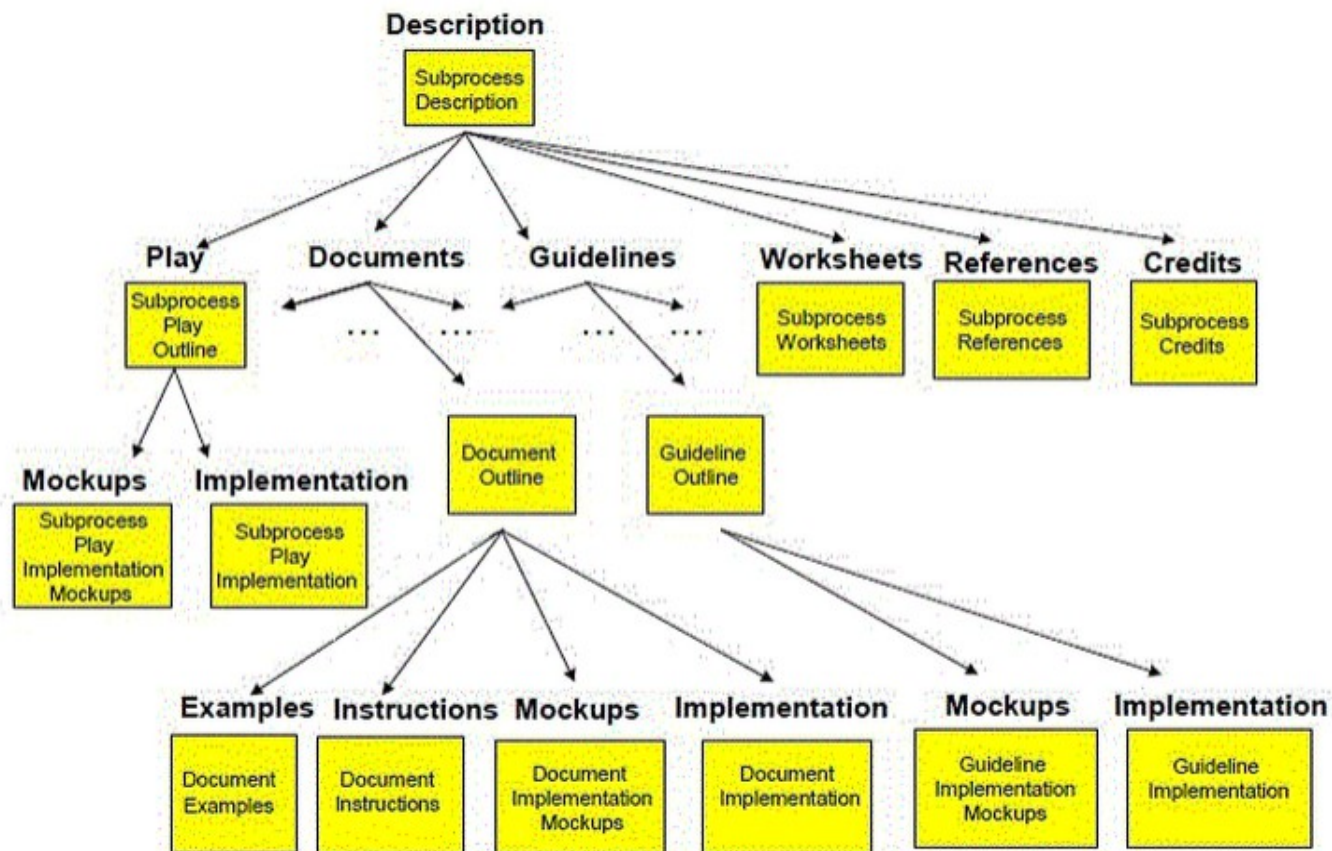 Description
Subprocess
Description
Play
Documents
Guidelines
Worksheets
References
Credits
Subprocess
Play
Outline
... ...
... ...
Subprocess
Worksheets
Subprocess
References
Subprocess
Credits
Document
Outline
Guideline
Outline
Mockups
Implementation
Subprocess
Play
Implementation
Mockups
Subprocess
Play
Implementation
Examples
Instructions
Mockups
Implementation
Mockups
Implementation
Document
Examples
Document
Instructions
Document
Implementation
Mockups
Document
Implementation
Guideline
Implementation
Mockups
Guideline
Implementation